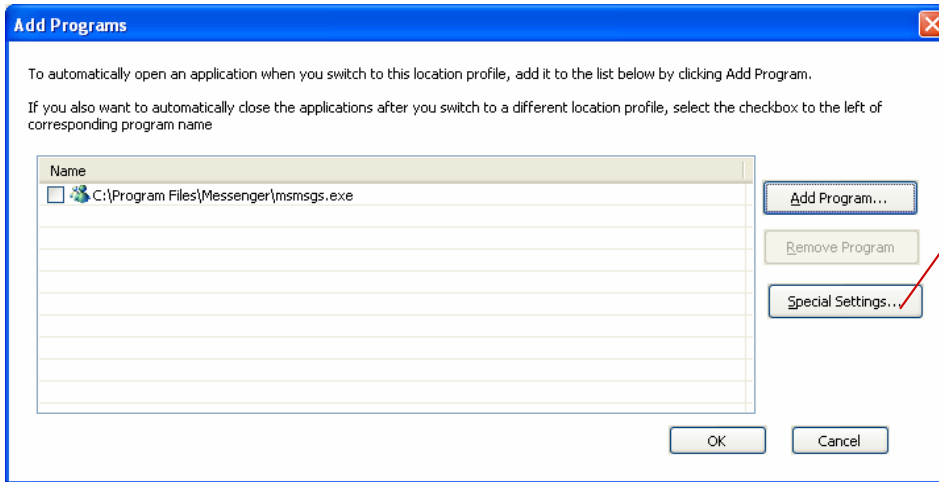 Add Programs
To automatically open an application when you switch to this location profile, add it to the list below by clicking Add Program.
If you also want to automatically close the applications after you switch to a different location profile, select the checkbox to the left of
corresponding program name
Name
C:\Program Files\Messenger\msmsgs.exe
Add Program...
Remove Program
Special Settings...
OK
Cancel